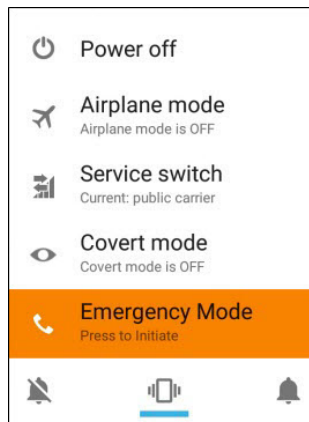 Power off
Airplane mode
Airplane mode is OFF
Service switch
Current: public carrier
Covert mode
Covert mode is OFF
Emergency Mode
Press to Initiate